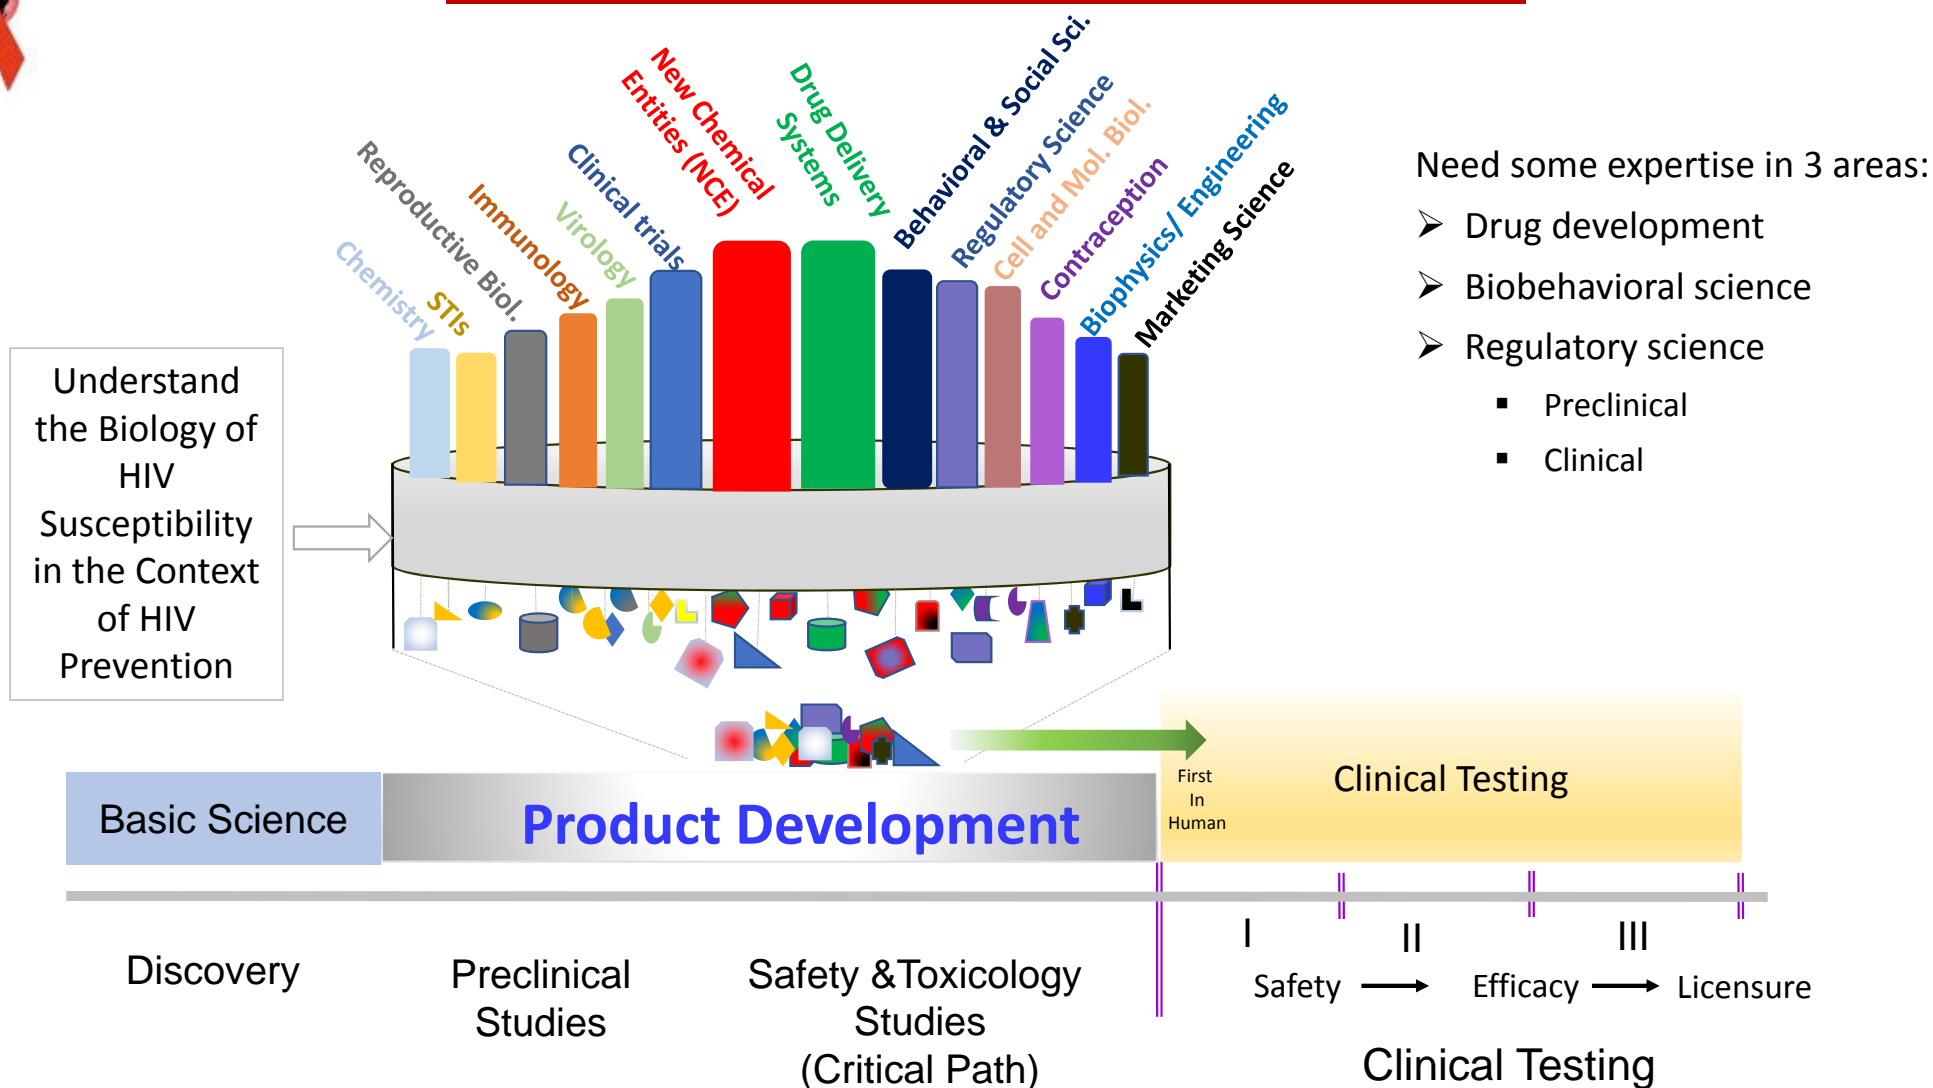 Chemistry
STIs
Reproductive Biol.
Immunology
Virology
Clinical trials
New Chemical
Entities (NCE)
Drug Delivery
Systems
Behavioral & Social Sci.
Regulatory Science
Cell and Mol. Biol.
Contraception
Biophysics/ Engineering
Marketing Science
Need some expertise in 3 areas:
➢ Drug development
➢ Biobehavioral science
➢ Regulatory science
▪ Preclinical
▪ Clinical
Understand
the Biology of
HIV
Susceptibility
in the Context
of HIV
Prevention
Basic Science
Product Development
First
In
Human
Clinical Testing
Discovery
Preclinical
Studies
Safety &Toxicology
Studies
(Critical Path)
I
II
III
Safety
Efficacy
Licensure
Clinical Testing